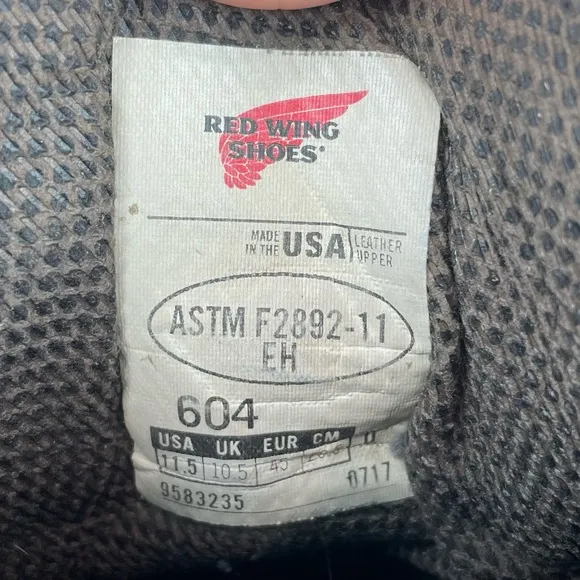 RED WING
SHOES®
MADE IN THE USA LEATHER UPPER
ASTM F2892-11
EH
604
USA UK EUR CM
11.5 10.5 45
9583235 0717